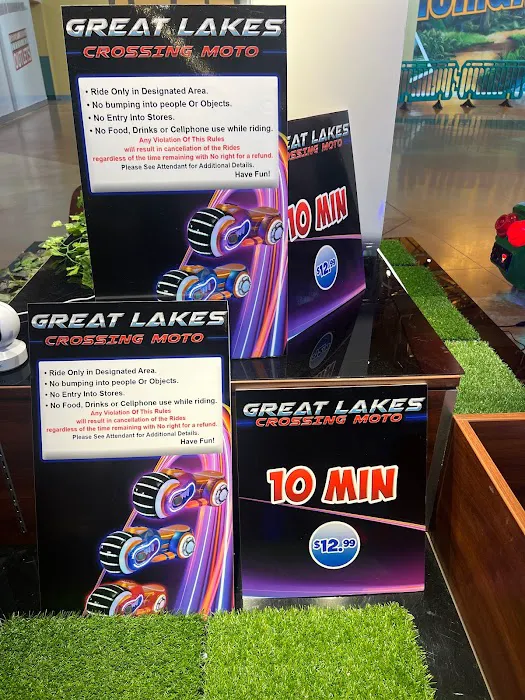 GREAT LAKES
CROSSING MOTO
• Ride Only in Designated Area.
• No bumping into people Or Objects.
• No Entry Into Stores.
• No Food, Drinks or Cellphone use while riding.
Any Violation Of This Rules
will result in cancellation of the Rides
regardless of the time remaining with No right for a refund.
Please See Attendant for Additional Details.
Have Fun!
GREAT LAKES
CROSSING MOTO
10 MIN
$12.99
GREAT LAKES
CROSSING MOTO
• Ride Only in Designated Area.
• No bumping into people Or Objects.
• No Entry Into Stores.
• No Food, Drinks or Cellphone use while riding.
Any Violation Of This Rules
will result in cancellation of the Rides
regardless of the time remaining with No right for a refund.
Please See Attendant for Additional Details.
Have Fun!
GREAT LAKES
CROSSING MOTO
10 MIN
$12.99